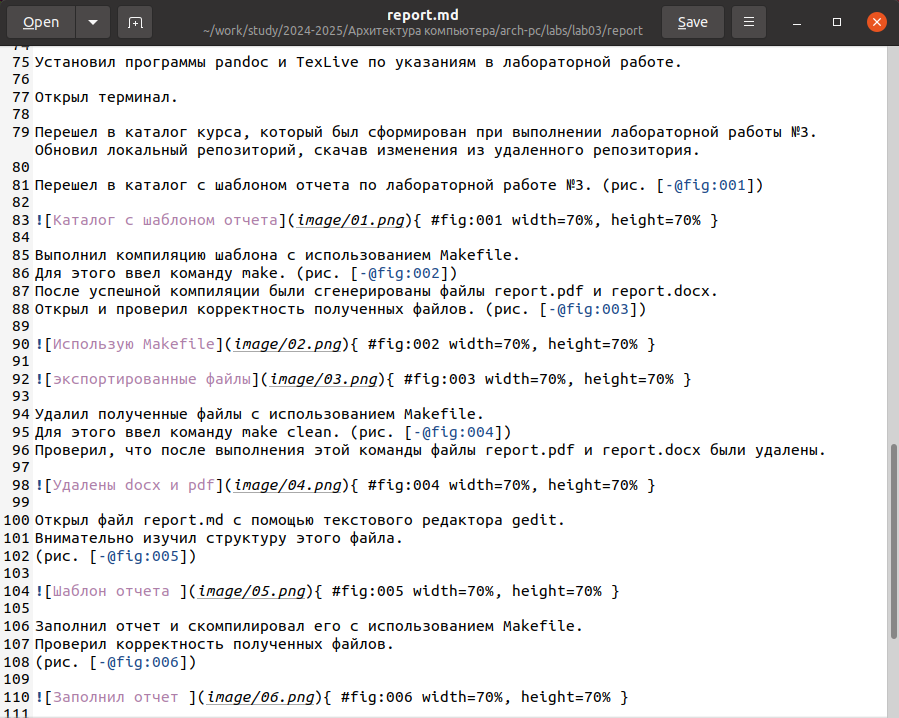 Open
report.md
~/work/study/2024-2025/Архитектура компьютера/arch-pc/labs/lab03/report
Save
74
75 Установил программы pandoc и TexLive по указаниям в лабораторной работе.
76
77 Открыл терминал.
78
79 Перешел в каталог курса, который был сформирован при выполнении лабораторной работы №3.
Обновил локальный репозиторий, скачав изменения из удаленного репозитория.
80
81 Перешел в каталог с шаблоном отчета по лабораторной работе №3. (рис. [-@fig:001])
82
83 ![Каталог с шаблоном отчета](image/01.png){ #fig:001 width=70%, height=70% }
84
85 Выполнил компиляцию шаблона с использованием Makefile.
86 Для этого ввел команду make. (рис. [-@fig:002])
87 После успешной компиляции были сгенерированы файлы report.pdf и report.docx.
88 Открыл и проверил корректность полученных файлов. (рис. [-@fig:003])
89
90 ![Использую Makefile](image/02.png){ #fig:002 width=70%, height=70% }
91
92 ![экспортированные файлы](image/03.png){ #fig:003 width=70%, height=70% }
93
94 Удалил полученные файлы с использованием Makefile.
95 Для этого ввел команду make clean. (рис. [-@fig:004])
96 Проверил, что после выполнения этой команды файлы report.pdf и report.docx были удалены.
97
98 ![Удалены docx и pdf](image/04.png){ #fig:004 width=70%, height=70% }
99
100 Открыл файл report.md с помощью текстового редактора gedit.
101 Внимательно изучил структуру этого файла.
102 (рис. [-@fig:005])
103
104 ![Шаблон отчета ](image/05.png){ #fig:005 width=70%, height=70% }
105
106 Заполнил отчет и скомпилировал его с использованием Makefile.
107 Проверил корректность полученных файлов.
108 (рис. [-@fig:006])
109
110 ![Заполнил отчет ](image/06.png){ #fig:006 width=70%, height=70% }
111